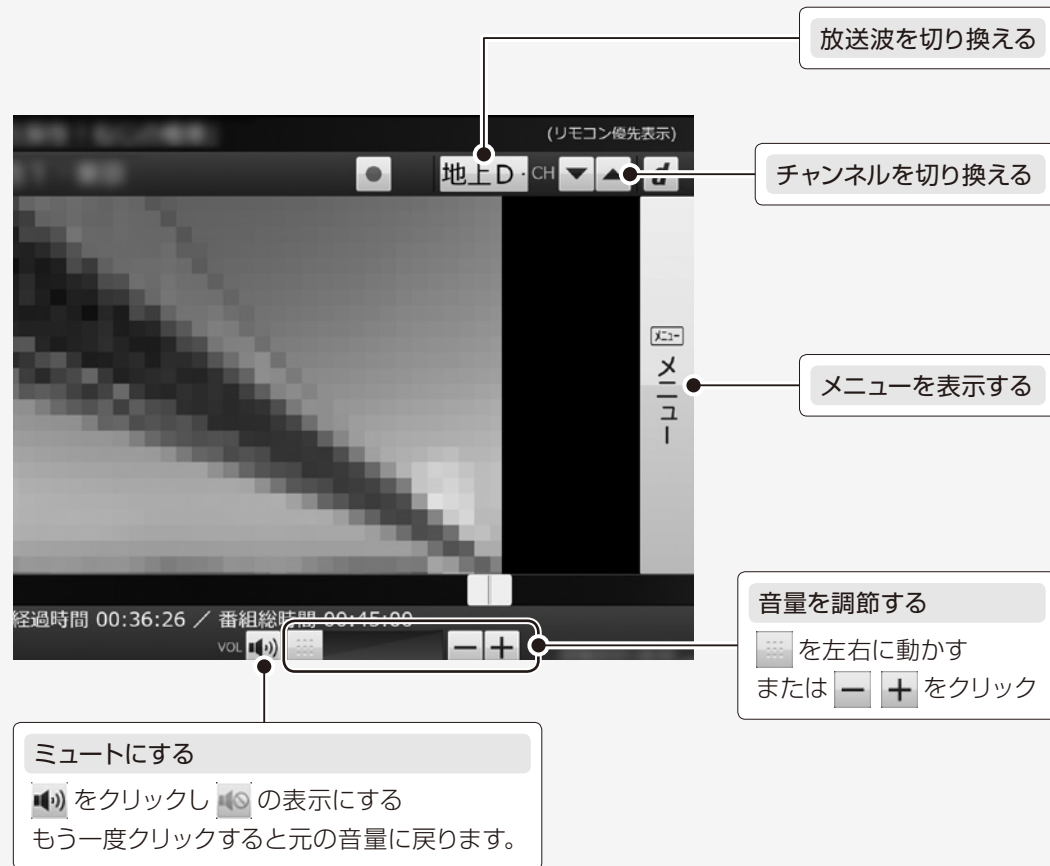 放送波を切り換える
(リモコン優先表示)
地上D
CH
d
チャンネルを切り換える
メニュー
メニュー
メニューを表示する
経過時間 00:36:26 / 番組総時間 00:45:00
VOL
音量を調節する
を左右に動かす
または − + をクリック
ミュートにする
をクリックし の表示にする
もう一度クリックすると元の音量に戻ります。